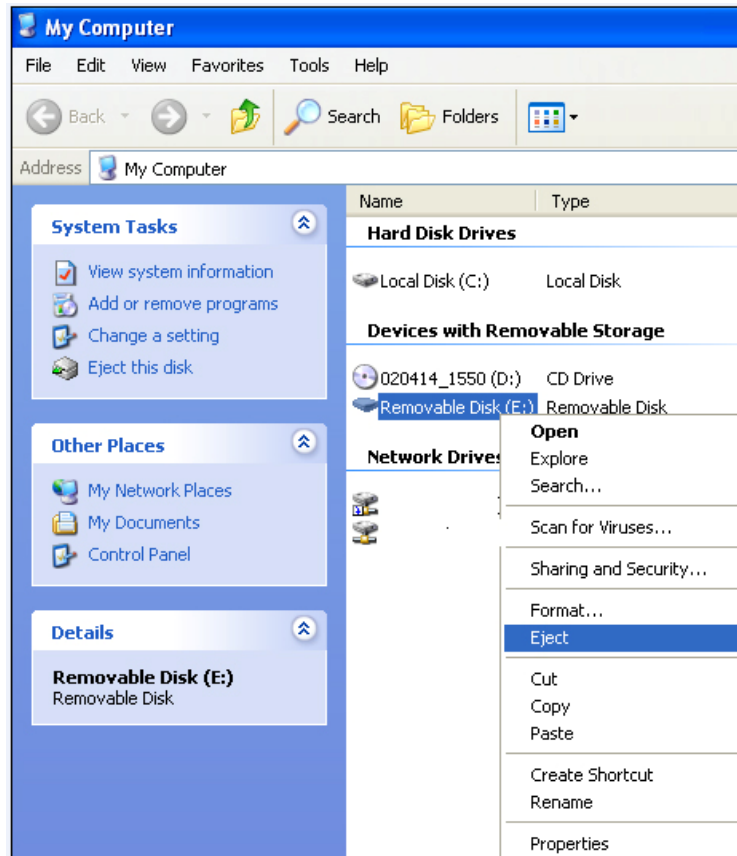 My Computer
File Edit View Favorites Tools Help
Back Search Folders
Address My Computer
System Tasks
View system information
Add or remove programs
Change a setting
Eject this disk
Other Places
My Network Places
My Documents
Control Panel
Details
Removable Disk (E:)
Removable Disk
Name Type
Hard Disk Drives
Local Disk (C:) Local Disk
Devices with Removable Storage
020414_1550 (D:) CD Drive
Removable Disk (E:) Removable Disk
Network Drives
Open
Explore
Search...
Scan for Viruses...
Sharing and Security...
Format...
Eject
Cut
Copy
Paste
Create Shortcut
Rename
Properties